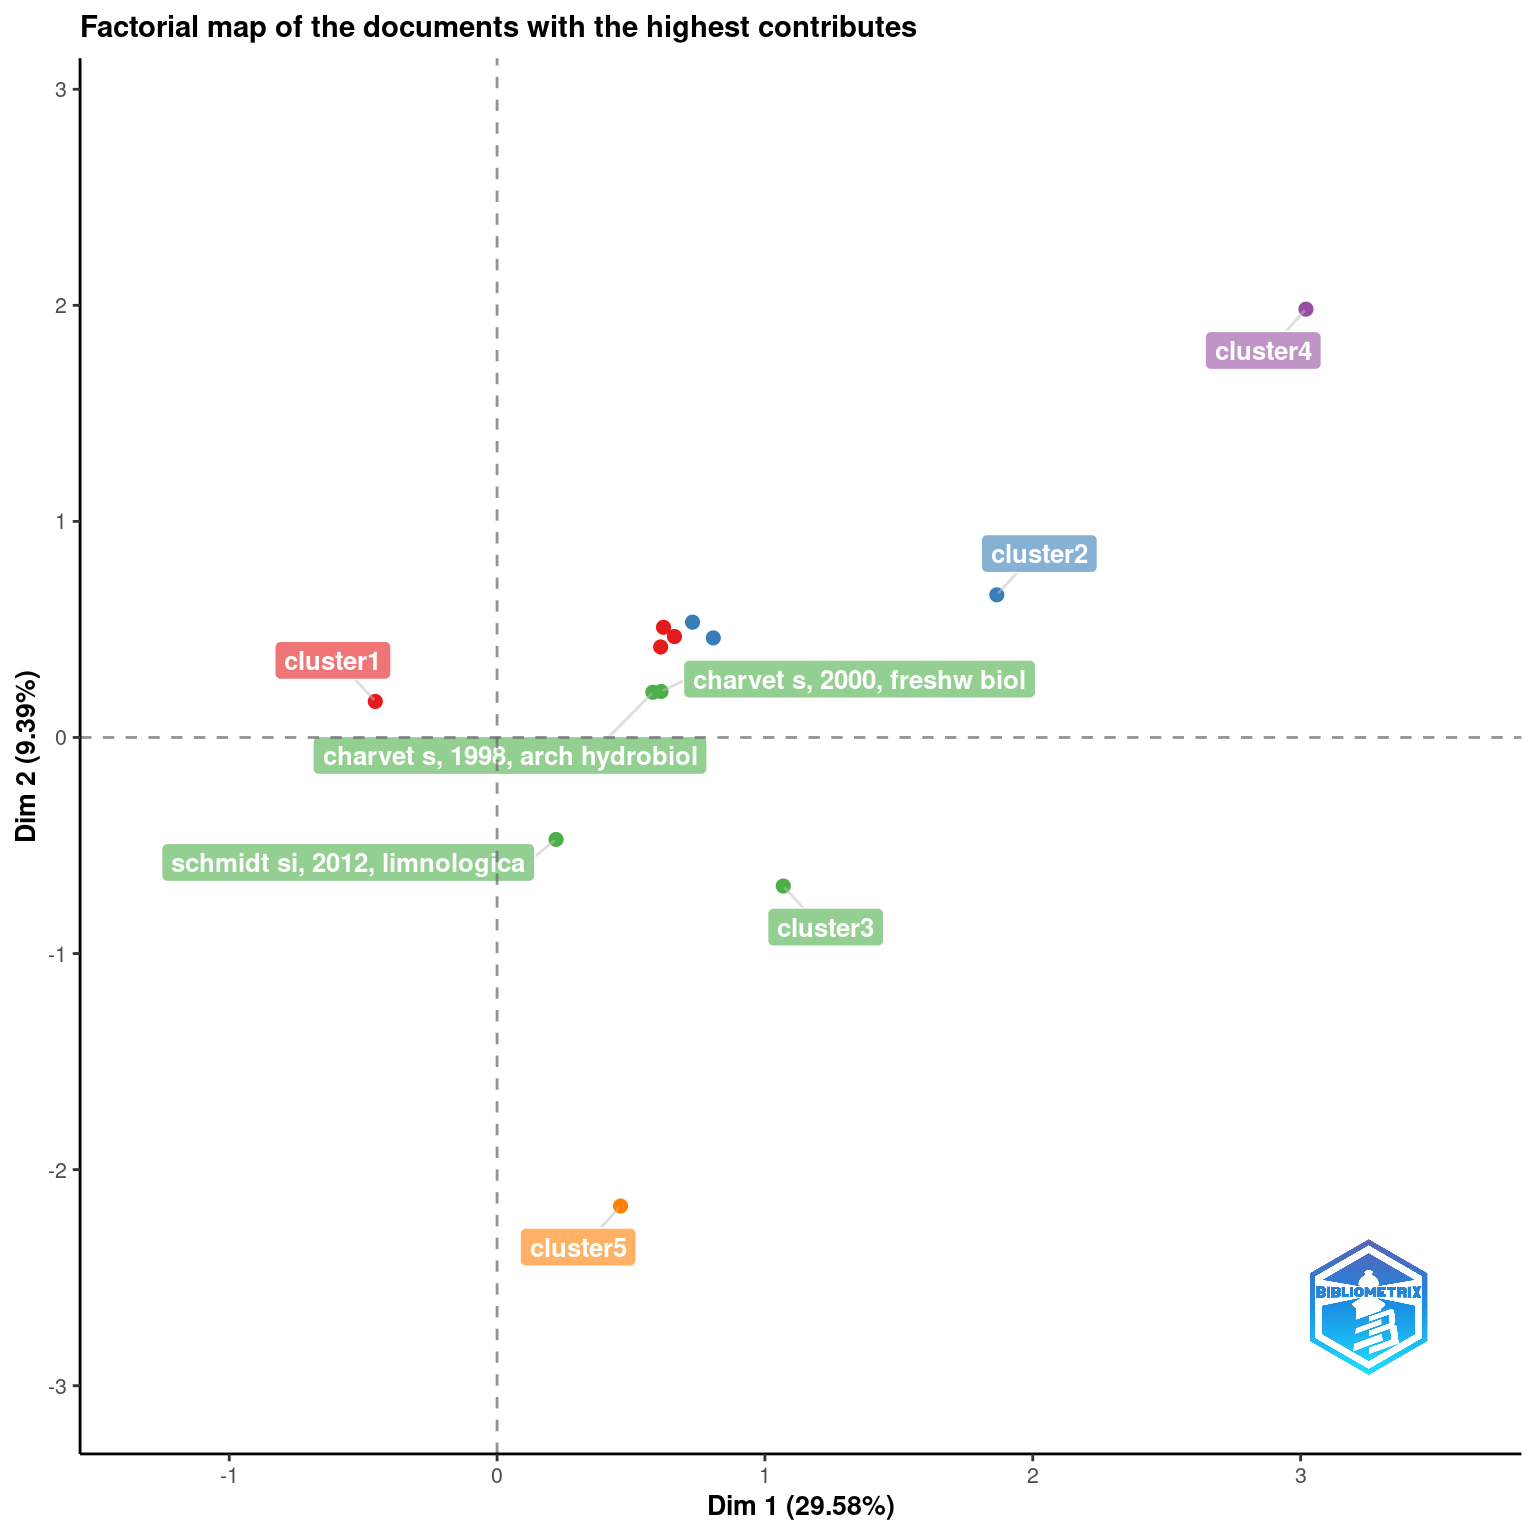 Factorial map of the documents with the highest contributes
3
2
1
0
-1
-2
-3
Dim 2 (9.39%)
cluster4
cluster2
cluster1
charvet s, 2000, freshw biol
charvet s, 1998, arch hydrobiol
schmidt si, 2012, limnologica
cluster3
cluster5
BIBLIOMETRIX
-1
0
1
2
3
Dim 1 (29.58%)